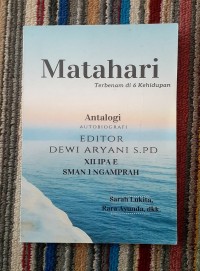 Matahari
Terbenam di 6 Kehidupan
Antalogi
AUTOBIOGRAFI
EDITOR
DEWI ARYANI S.PD
XII IPA E
SMAN 1 NGAMPRAH
Sarah Lukita,
Rara Ayunda, dkk